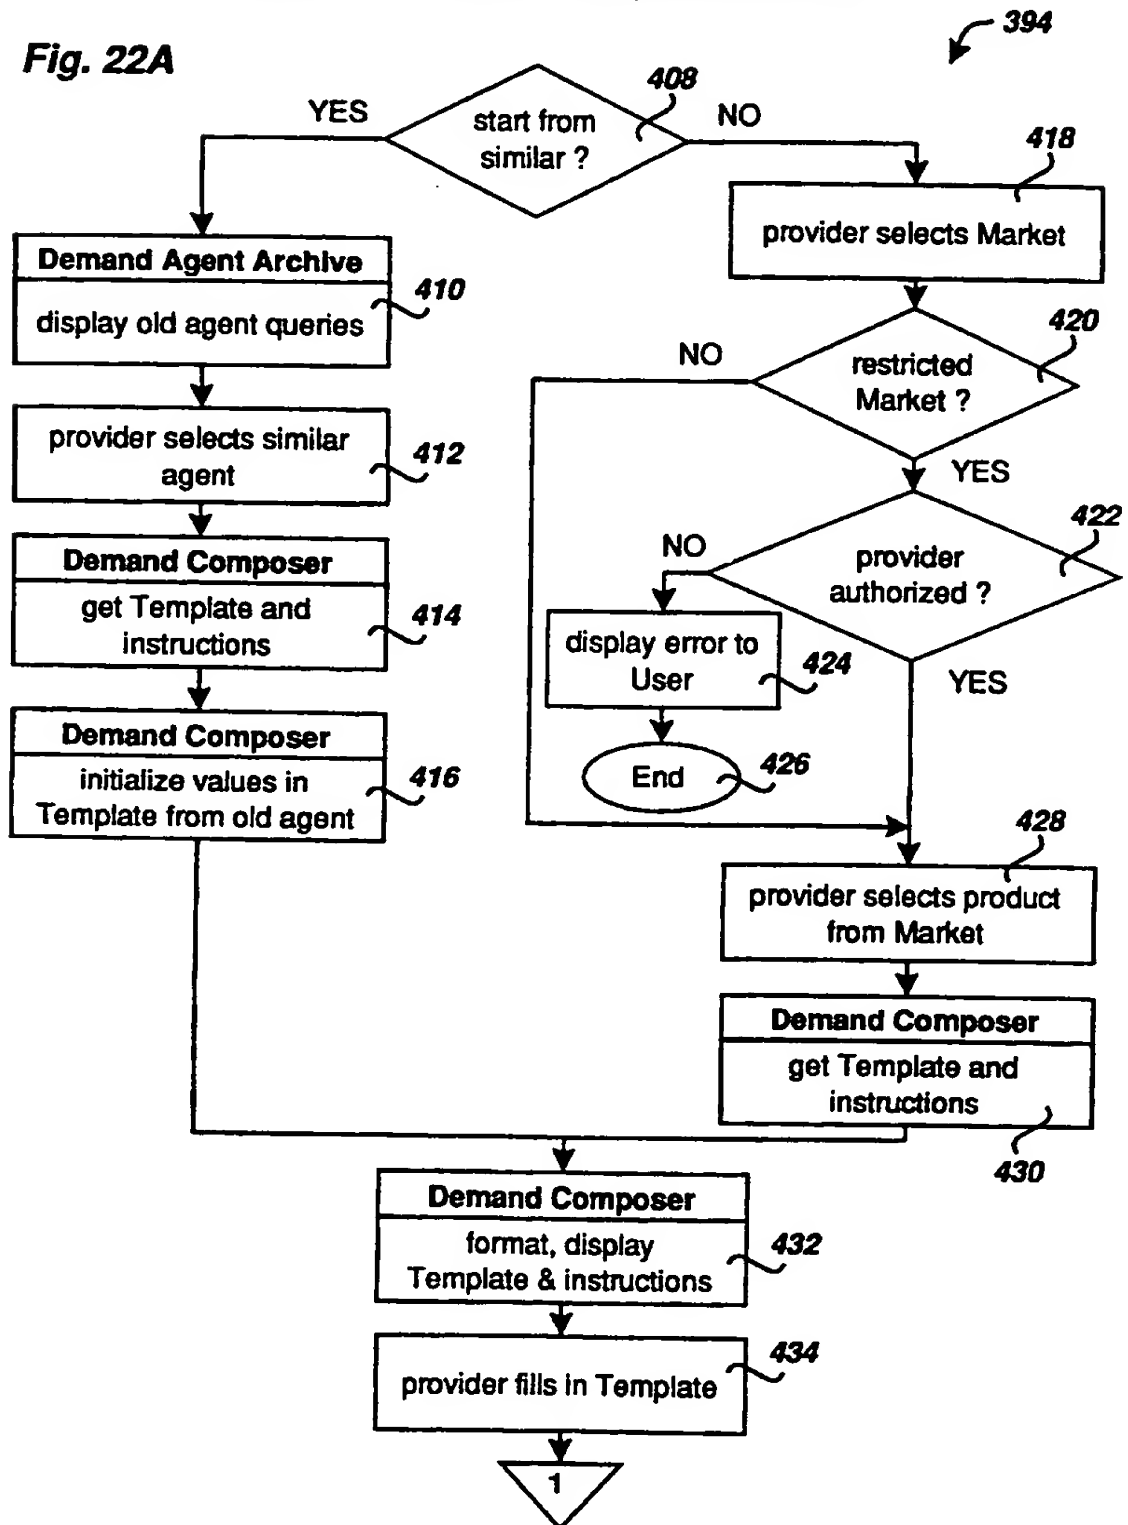 394
Fig. 22A
408
YES
NO
start from
similar ?
418
provider selects Market
Demand Agent Archive
410
display old agent queries
420
NO
restricted
Market ?
provider selects similar
agent
412
YES
422
Demand Composer
get Template and
instructions
414
NO
provider
authorized ?
display error to
User
424
YES
Demand Composer
initialize values in
Template from old agent
416
End
426
428
provider selects product
from Market
Demand Composer
get Template and
instructions
430
Demand Composer
format, display
Template & instructions
432
434
provider fills in Template
1